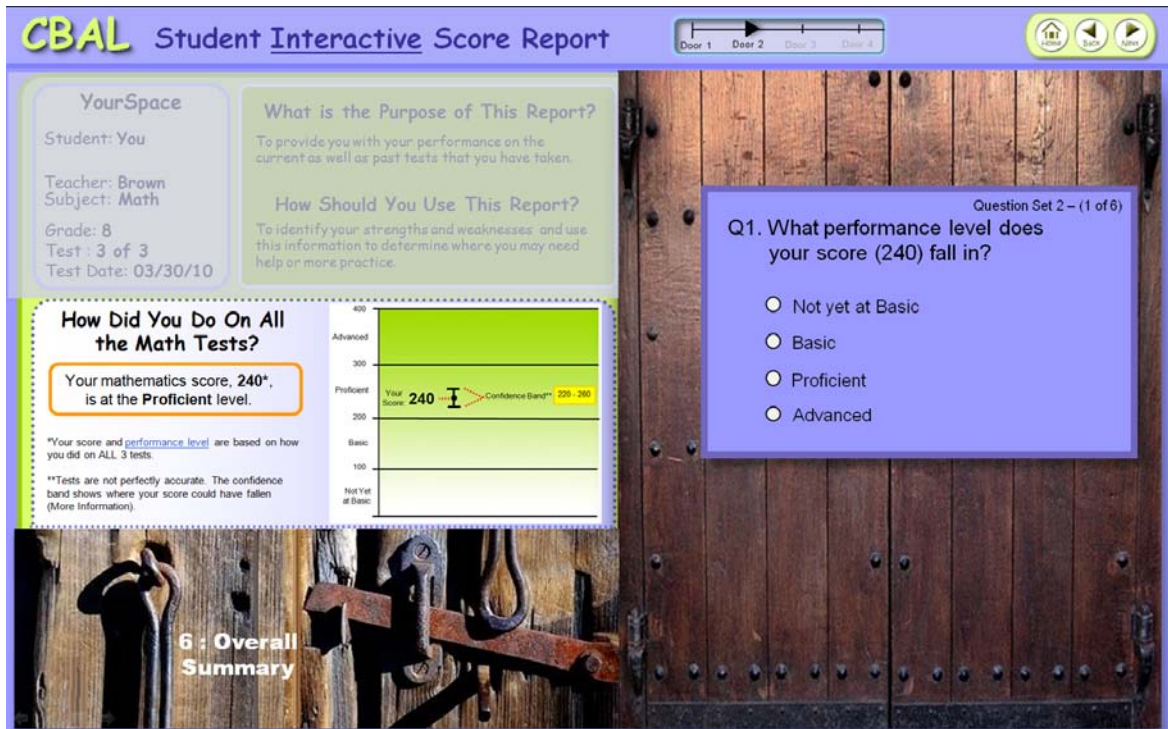 CBAL Student Interactive Score Report
Door 1 Door 2 Door 3 Door 4
Home Back Next
YourSpace
Student: You
Teacher: Brown
Subject: Math
Grade: 8
Test : 3 of 3
Test Date: 03/30/10
What is the Purpose of This Report?
To provide you with your performance on the
current as well as past tests that you have taken.
How Should You Use This Report?
To identify your strengths and weaknesses and use
this information to determine where you may need
help or more practice.
How Did You Do On All
the Math Tests?
Your mathematics score, 240*,
is at the Proficient level.
*Your score and performance level are based on how
you did on ALL 3 tests.
**Tests are not perfectly accurate. The confidence
band shows where your score could have fallen
(More Information).
400
Advanced
300
Proficient
Your
Score: 240
Confidence Band** 220 - 260
200
Basic
100
Not Yet
at Basic
6 : Overall
Summary
Question Set 2 – (1 of 6)
Q1. What performance level does
your score (240) fall in?
Not yet at Basic
Basic
Proficient
Advanced